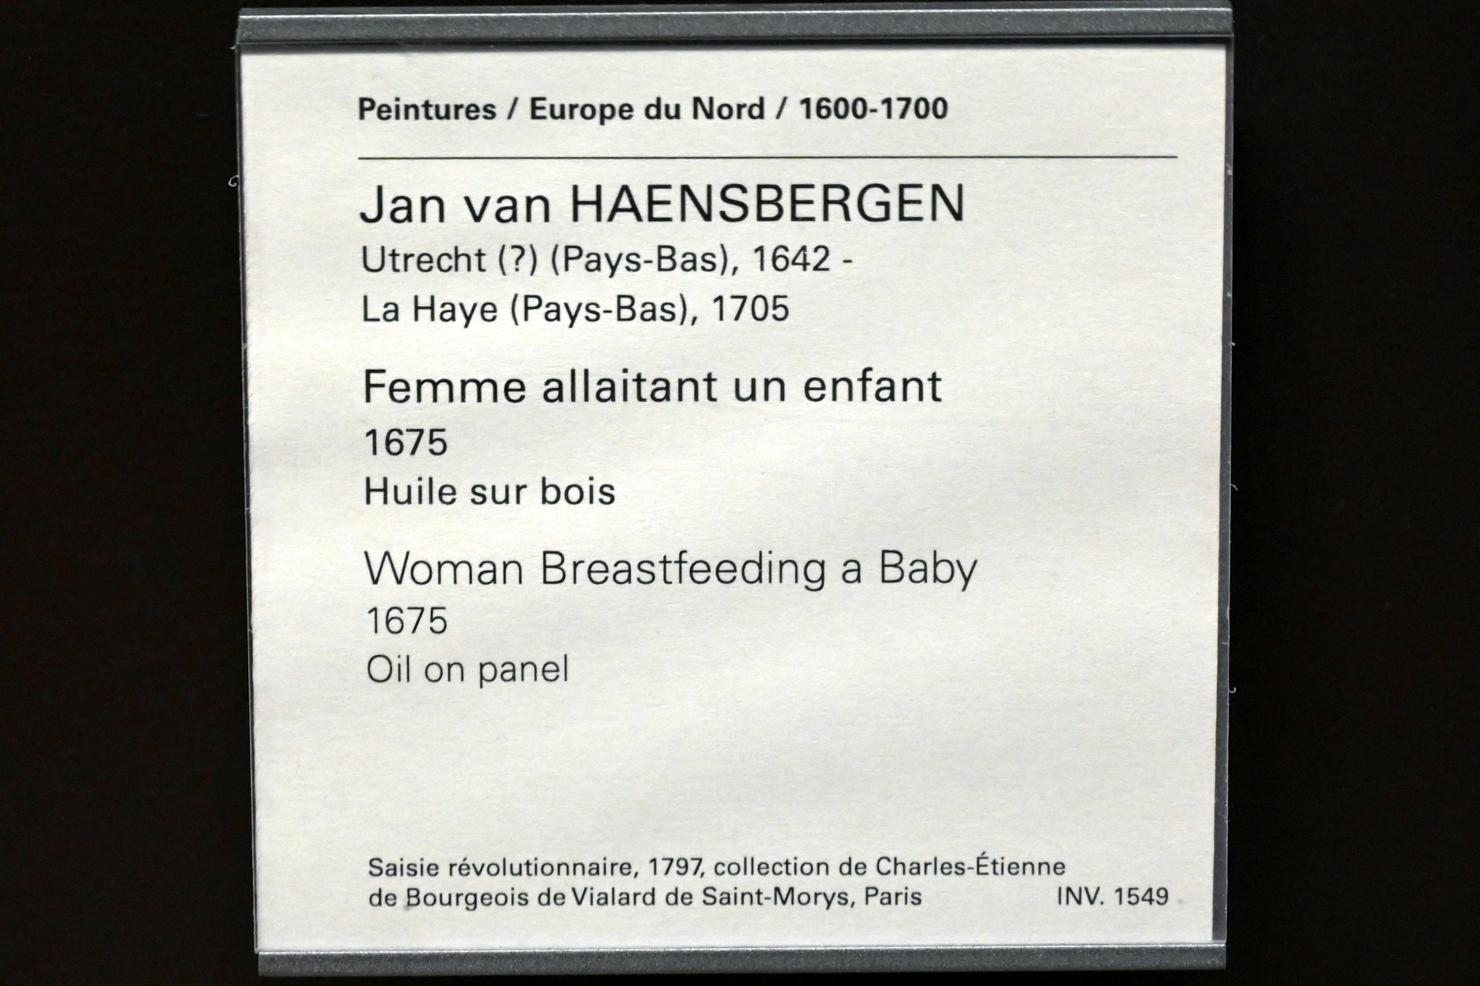 Peintures / Europe du Nord / 1600-1700
Jan van HAENSBERGEN
Utrecht (?) (Pays-Bas), 1642 -
La Haye (Pays-Bas), 1705
Femme allaitant un enfant
1675
Huile sur bois
Woman Breastfeeding a Baby
1675
Oil on panel
Saisie révolutionnaire, 1797, collection de Charles-Étienne
de Bourgeois de Vialard de Saint-Morys, Paris INV. 1549